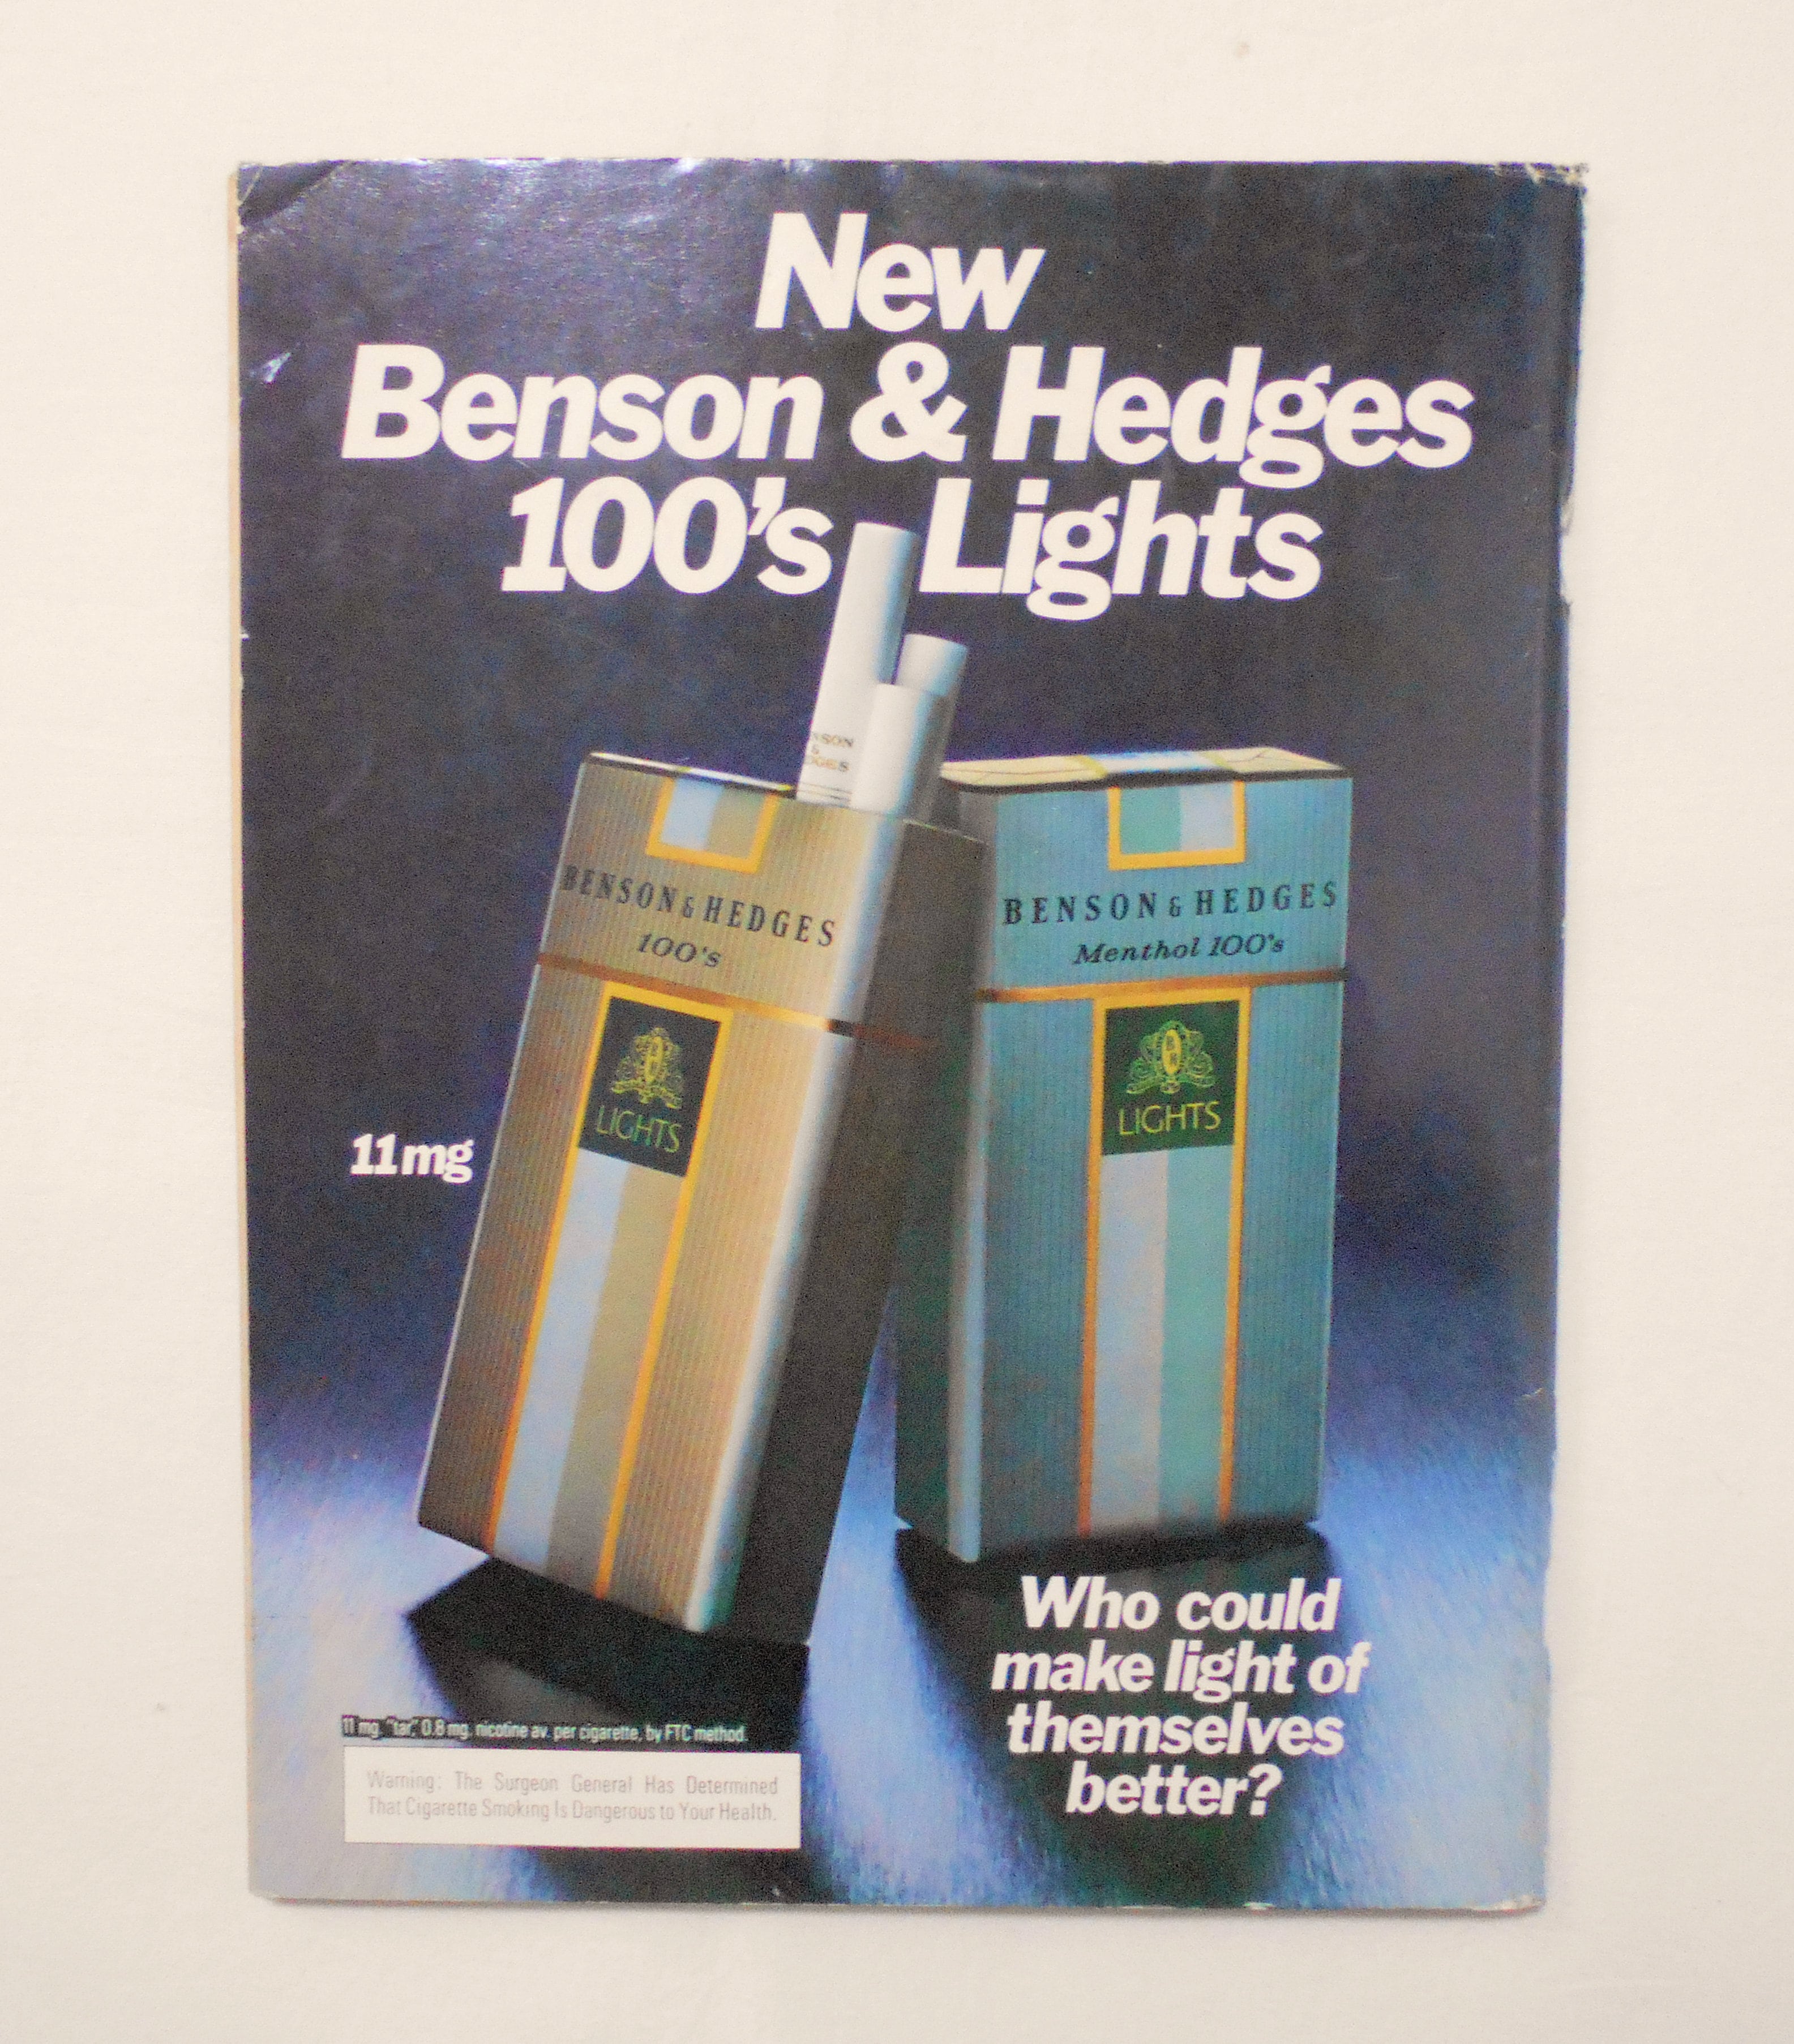 New
Benson & Hedges
100's Lights
NSON
&
DGES
BENSON & HEDGES
100's
LIGHTS
BENSON & HEDGES
Menthol 100's
B
H
LIGHTS
11mg
Who could
make light of
themselves
better?
11 mg. "tar," 0.8 mg. nicotine av. per cigarette, by FTC method.
Warning: The Surgeon General Has Determined
That Cigarette Smoking Is Dangerous to Your Health.